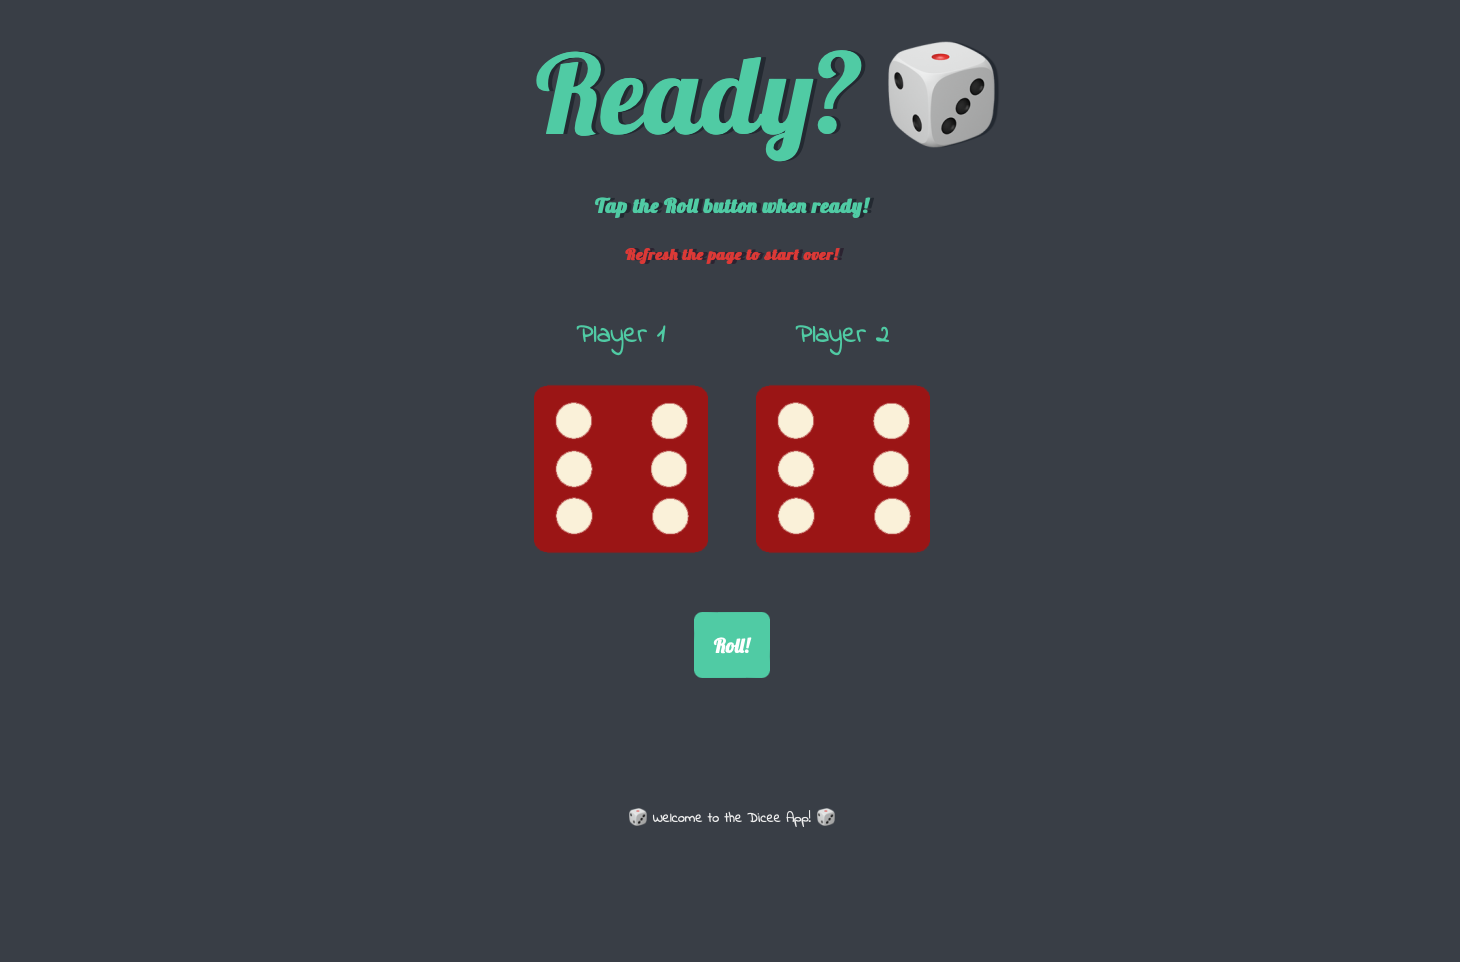 Ready?
Tap the Roll button when ready!
Refresh the page to start over!
Player 1 Player 2
Roll!
Welcome to the Dicee App!